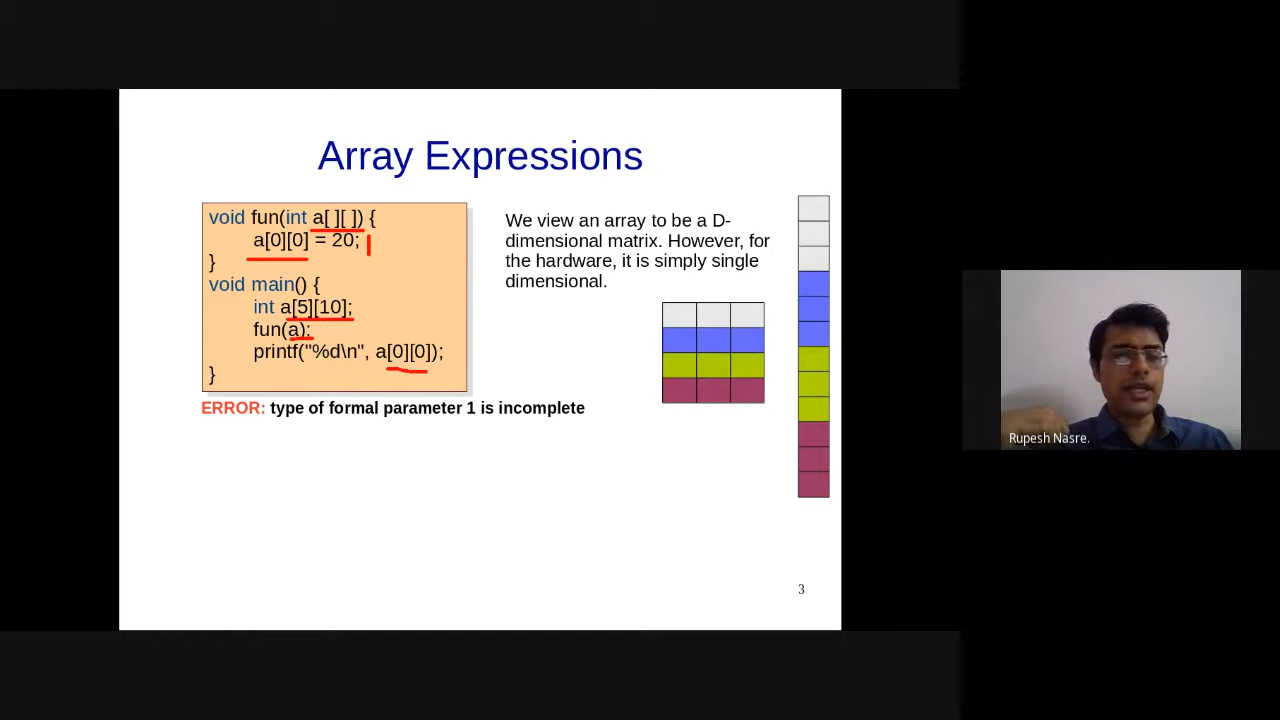 Array Expressions
void fun(int a[ ][ ]) {
a[0][0] = 20;
}
void main() {
int a[5][10];
fun(a);
printf("%d\n", a[0][0]);
}
ERROR: type of formal parameter 1 is incomplete
We view an array to be a D-
dimensional matrix. However, for
the hardware, it is simply single
dimensional.
3
Rupesh Nasre.